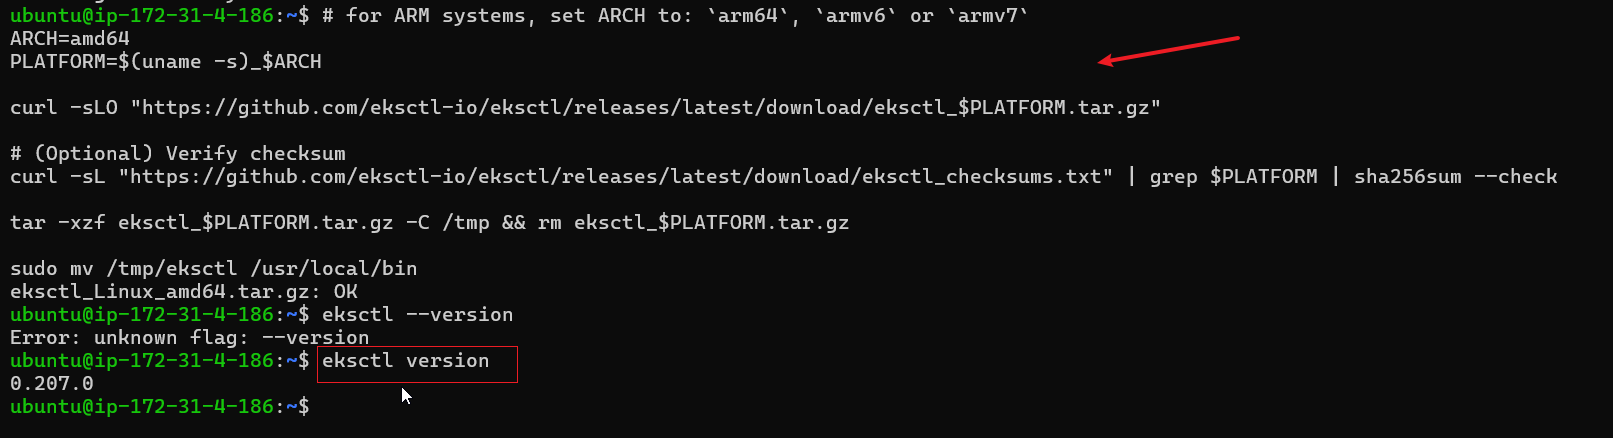 ubuntu@ip-172-31-4-186:~$ # for ARM systems, set ARCH to: `arm64`, `armv6` or `armv7`
ARCH=amd64
PLATFORM=$(uname -s)_$ARCH
curl -sLO "https://github.com/eksctl-io/eksctl/releases/latest/download/eksctl_$PLATFORM.tar.gz"
# (Optional) Verify checksum
curl -sL "https://github.com/eksctl-io/eksctl/releases/latest/download/eksctl_checksums.txt" | grep $PLATFORM | sha256sum --check
tar -xzf eksctl_$PLATFORM.tar.gz -C /tmp && rm eksctl_$PLATFORM.tar.gz
sudo mv /tmp/eksctl /usr/local/bin
eksctl_Linux_amd64.tar.gz: OK
ubuntu@ip-172-31-4-186:~$ eksctl --version
Error: unknown flag: --version
ubuntu@ip-172-31-4-186:~$ eksctl version
0.207.0
ubuntu@ip-172-31-4-186:~$